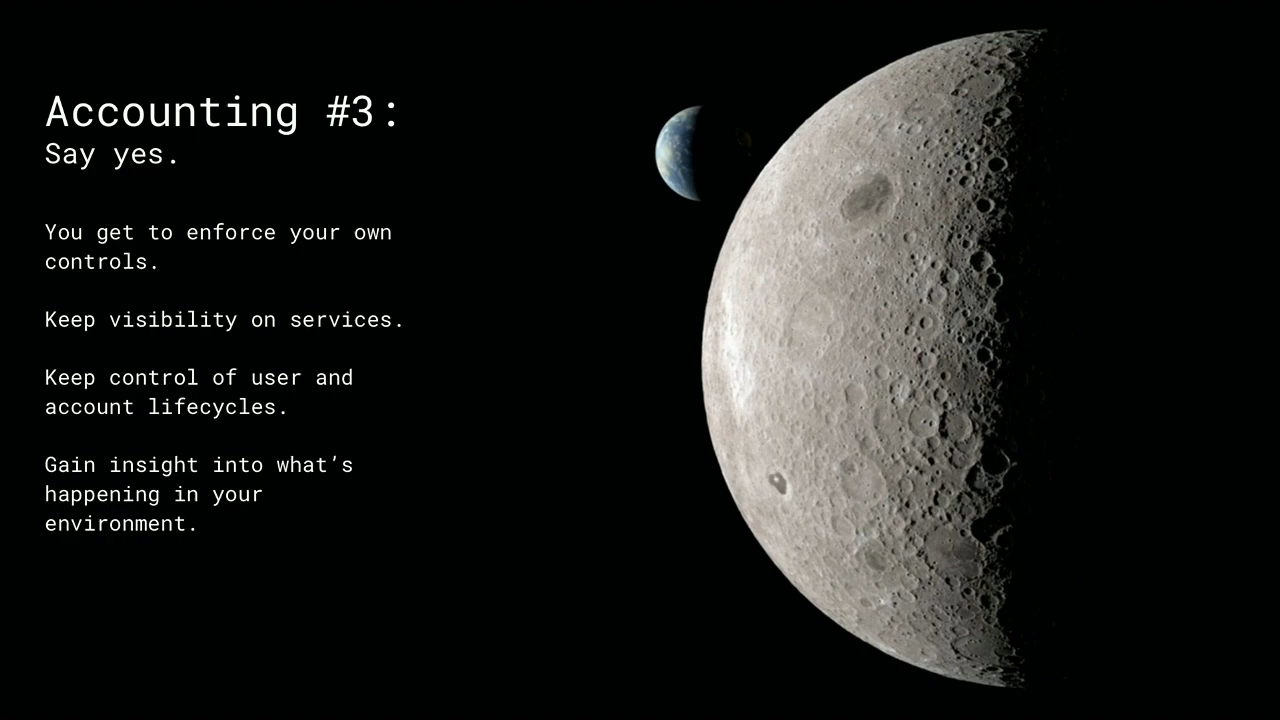 Accounting #3:
Say yes.
You get to enforce your own
controls.
Keep visibility on services.
Keep control of user and
account lifecycles.
Gain insight into what’s
happening in your
environment.